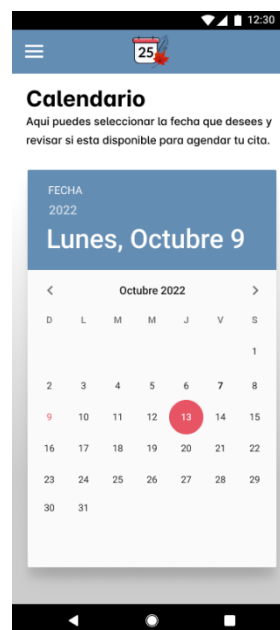 12:30
25
Calendario
Aqui puedes seleccionar la fecha que desees y
revisar si esta disponible para agendar tu cita.
FECHA
2022
Lunes, Octubre 9
Octubre 2022
D L M M J V S
1
2 3 4 5 6 7 8
9 10 11 12 13 14 15
16 17 18 19 20 21 22
23 24 25 26 27 28 29
30 31